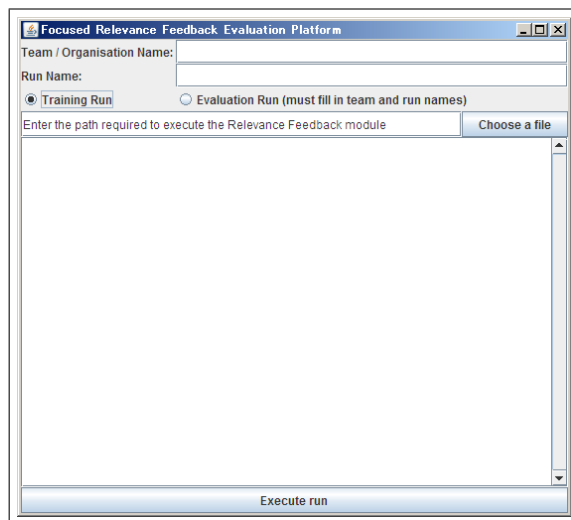 Focused Relevance Feedback Evaluation Platform
Team / Organisation Name:
Run Name:
Training Run Evaluation Run (must fill in team and run names)
Enter the path required to execute the Relevance Feedback module Choose a file
Execute run